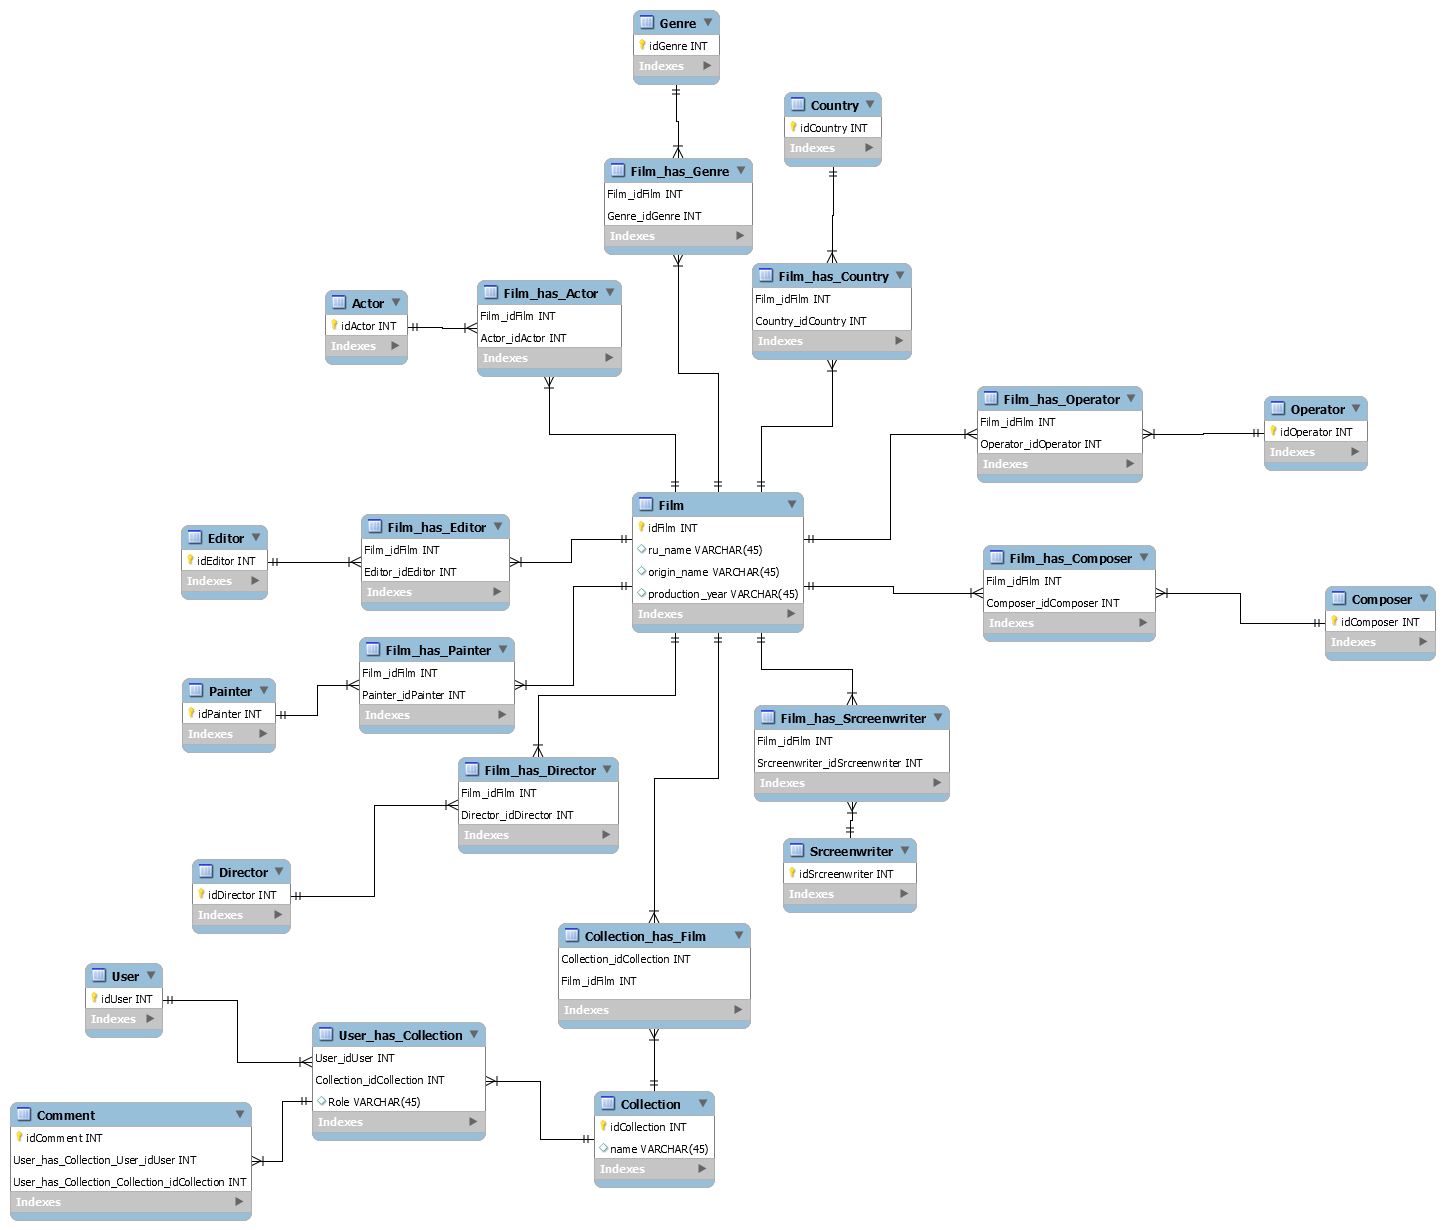 Genre
idGenre INT
Indexes
Country
idCountry INT
Indexes
Film_has_Genre
Film_idFilm INT
Genre_idGenre INT
Indexes
Film_has_Country
Film_idFilm INT
Country_idCountry INT
Indexes
Actor
idActor INT
Indexes
Film_has_Actor
Film_idFilm INT
Actor_idActor INT
Indexes
Film_has_Operator
Film_idFilm INT
Operator_idOperator INT
Indexes
Operator
idOperator INT
Indexes
Film
idFilm INT
ru_name VARCHAR(45)
origin_name VARCHAR(45)
production_year VARCHAR(45)
Indexes
Editor
idEditor INT
Indexes
Film_has_Editor
Film_idFilm INT
Editor_idEditor INT
Indexes
Film_has_Composer
Film_idFilm INT
Composer_idComposer INT
Indexes
Composer
idComposer INT
Indexes
Film_has_Painter
Film_idFilm INT
Painter_idPainter INT
Indexes
Painter
idPainter INT
Indexes
Film_has_Srcreenwriter
Film_idFilm INT
Srcreenwriter_idSrcreenwriter INT
Indexes
Film_has_Director
Film_idFilm INT
Director_idDirector INT
Indexes
Srcreenwriter
idSrcreenwriter INT
Indexes
Director
idDirector INT
Indexes
Collection_has_Film
Collection_idCollection INT
Film_idFilm INT
Indexes
User
idUser INT
Indexes
User_has_Collection
User_idUser INT
Collection_idCollection INT
Role VARCHAR(45)
Indexes
Collection
idCollection INT
name VARCHAR(45)
Indexes
Comment
idComment INT
User_has_Collection_User_idUser INT
User_has_Collection_Collection_idCollection INT
Indexes